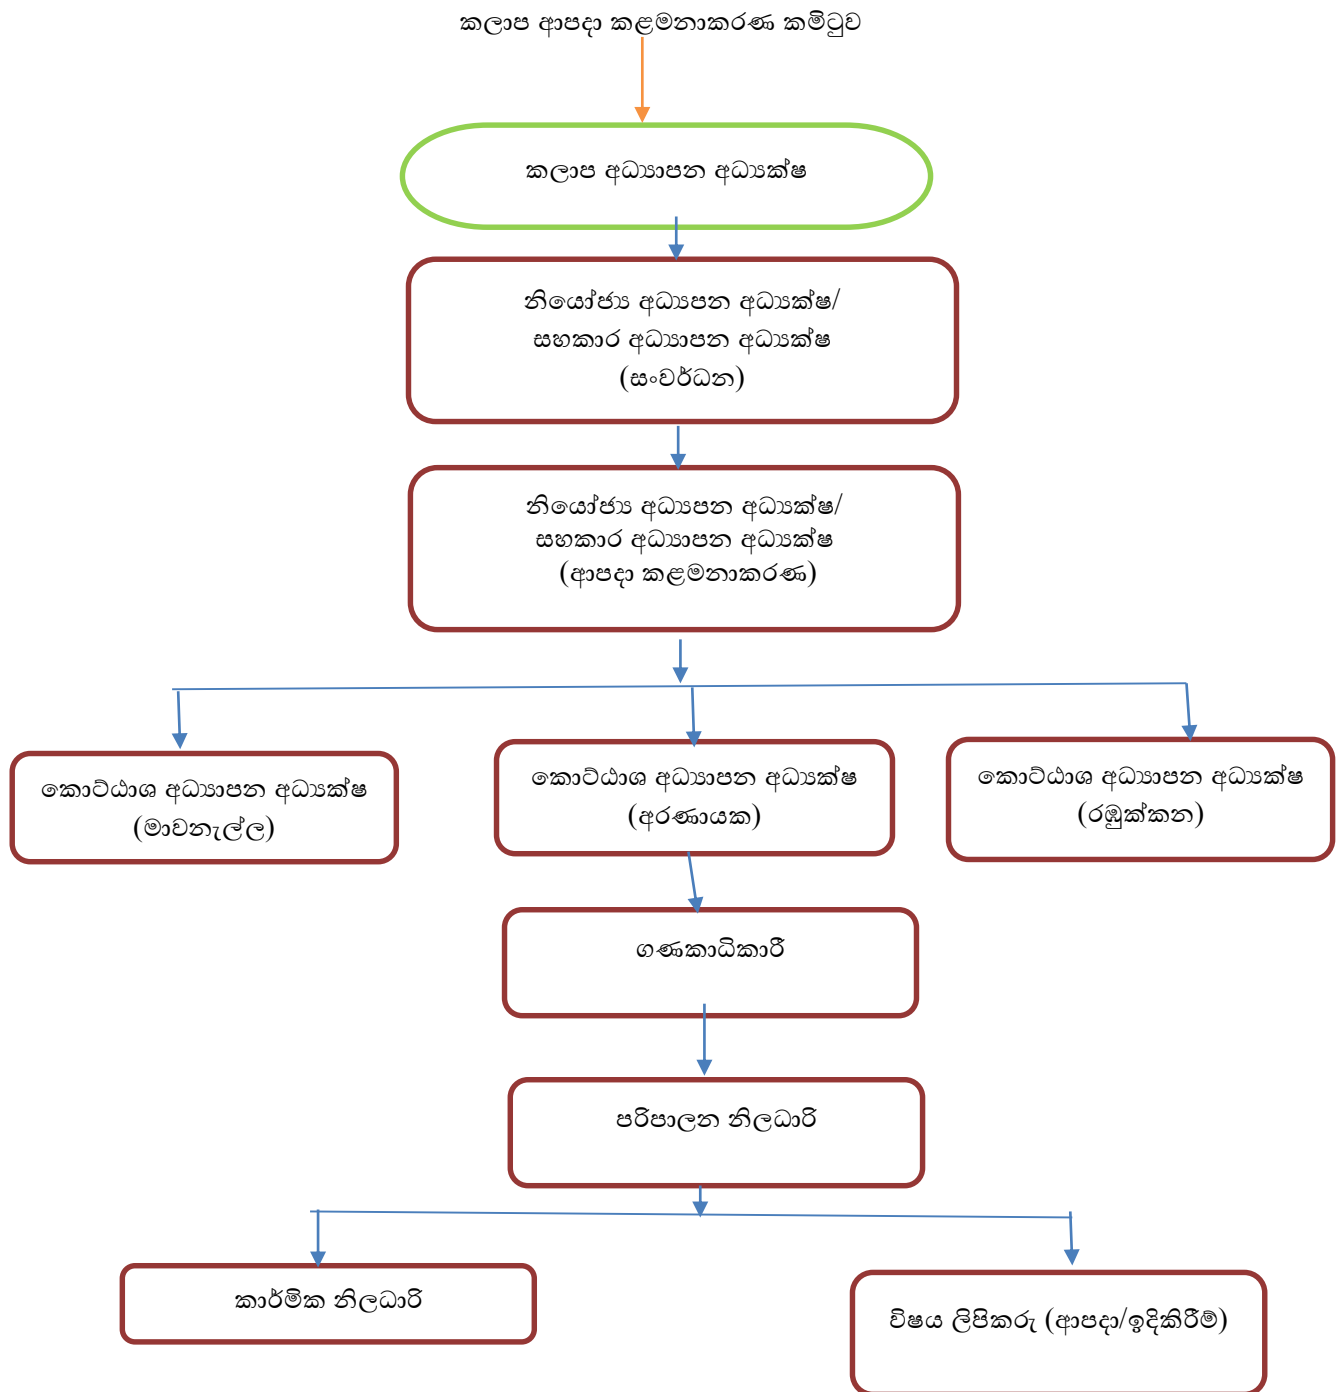 කලාප ආපදා කළමනාකරණ කමිටුව
කලාප අධ්‍යාපන අධ්‍යක්ෂ
නියෝජ්‍ය අධ්‍යපන අධ්‍යක්ෂ/
සහකාර අධ්‍යාපන අධ්‍යක්ෂ
(සංවර්ධන)
නියෝජ්‍ය අධ්‍යපන අධ්‍යක්ෂ/
සහකාර අධ්‍යාපන අධ්‍යක්ෂ
(ආපදා කළමනාකරණ)
කොට්ඨාශ අධ්‍යාපන අධ්‍යක්ෂ
(මාවනැල්ල)
කොට්ඨාශ අධ්‍යාපන අධ්‍යක්ෂ
(අරණායක)
කොට්ඨාශ අධ්‍යාපන අධ්‍යක්ෂ
(රඹුක්කන)
ගණකාධිකාරී
පරිපාලන නිලධාරි
කාර්මික නිලධාරි
විෂය ලිපිකරු (ආපදා/ඉදිකිරීම්)